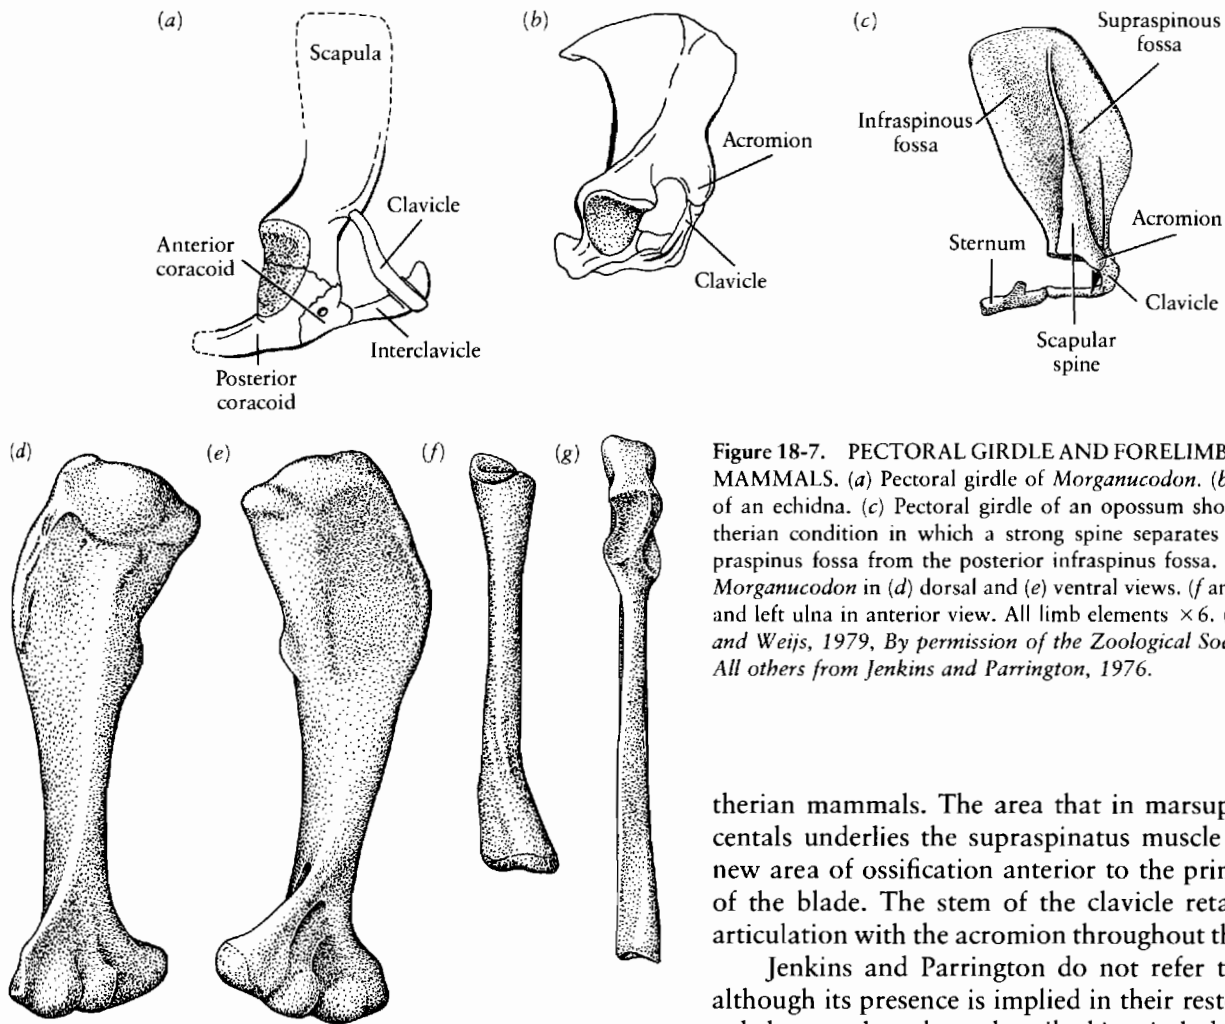 (a)
Scapula
Clavicle
Anterior
coracoid
Interclavicle
Posterior
coracoid
(b)
Acromion
Clavicle
(c)
Supraspinous
fossa
Infraspinous
fossa
Acromion
Sternum
Clavicle
Scapular
spine
(d)
(e)
(f)
(g)
Figure 18-7. PECTORAL GIRDLE AND FORELIMB
MAMMALS. (a) Pectoral girdle of Morganucodon. (b
of an echidna. (c) Pectoral girdle of an opossum sho
therian condition in which a strong spine separates
praspinus fossa from the posterior infraspinus fossa.
Morganucodon in (d) dorsal and (e) ventral views. (f an
and left ulna in anterior view. All limb elements ×6. (
and Weijs, 1979, By permission of the Zoological Soc
All others from Jenkins and Parrington, 1976.
therian mammals. The area that in marsup
centals underlies the supraspinatus muscle
new area of ossification anterior to the prin
of the blade. The stem of the clavicle reta
articulation with the acromion throughout th
Jenkins and Parrington do not refer t
although its presence is implied in their rest